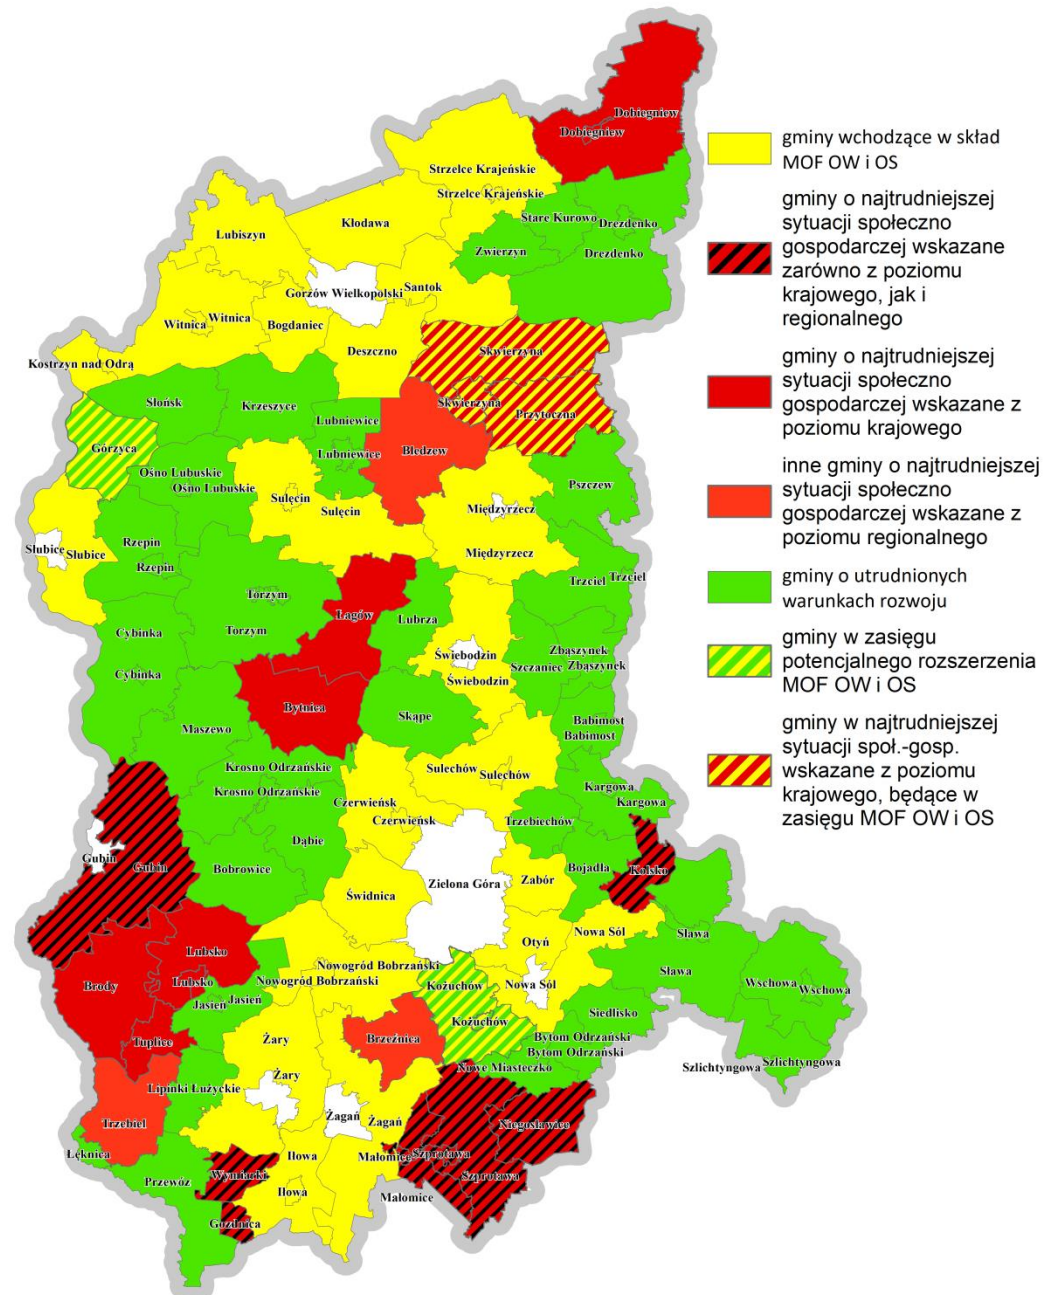 Dobiegniew
Dobiegniew
Strzelce Krajeńskie
Strzelce Krajeńskie
Stare Kurowo
Drezdenko
Kłodawa
Lubiszyn
Zwierzyn
Drezdenko
Santok
Gorzów Wielkopolski
Witnica
Witnica
Bogdaniec
Deszczno
Skwierzyna
Kostrzyn nad Odrą
Słońsk
Krzeszyce
Skwierzyna
Przytoczna
Lubniewice
Górzyca
Lubniewice
Bledzew
Ośno Lubuskie
Ośno Lubuskie
Pszczew
Sulęcin
Sulęcin
Międzyrzecz
Rzepin
Słubice
Słubice
Międzyrzecz
Rzepin
Trzciel
Trzciel
Torzym
Łagów
Lubrza
Cybinka
Torzym
Świebodzin
Zbąszynek
Szczaniec
Zbąszynek
Cybinka
Świebodzin
Bytnica
Skąpe
Maszewo
Babimost
Babimost
Krosno Odrzańskie
Sulechów
Sulechów
Krosno Odrzańskie
Kargowa
Kargowa
Czerwieńsk
Czerwieńsk
Trzebiechów
Dąbie
Gubin
Gubin
Bobrowice
Bojadła
Kolsko
Zielona Góra
Zabór
Świdnica
Nowa Sól
Sława
Otyń
Lubsko
Nowogród Bobrzański
Sława
Nowogród Bobrzański
Brody
Lubsko
Kożuchów
Nowa Sól
Wschowa
Wschowa
Jasień
Jasień
Siedlisko
Kożuchów
Żary
Brzeźnica
Bytom Odrzański
Tuplice
Bytom Odrzański
Nowe Miasteczko
Szlichtyngowa
Szlichtyngowa
Żary
Lipinki Łużyckie
Żagań
Żagań
Trzebiel
Niegosławice
Łęknica
Iłowa
Małomice
Szprotawa
Wymiarki
Szprotawa
Przewóz
Iłowa
Małomice
Gozdnica
gminy wchodzące w skład
MOF OW i OS
gminy o najtrudniejszej
sytuacji społeczno
gospodarczej wskazane
zarówno z poziomu
krajowego, jak i
regionalnego
gminy o najtrudniejszej
sytuacji społeczno
gospodarczej wskazane z
poziomu krajowego
inne gminy o najtrudniejszej
sytuacji społeczno
gospodarczej wskazane z
poziomu regionalnego
gminy o utrudnionych
warunkach rozwoju
gminy w zasięgu
potencjalnego rozszerzenia
MOF OW i OS
gminy w najtrudniejszej
sytuacji społ.-gosp.
wskazane z poziomu
krajowego, będące w
zasięgu MOF OW i OS